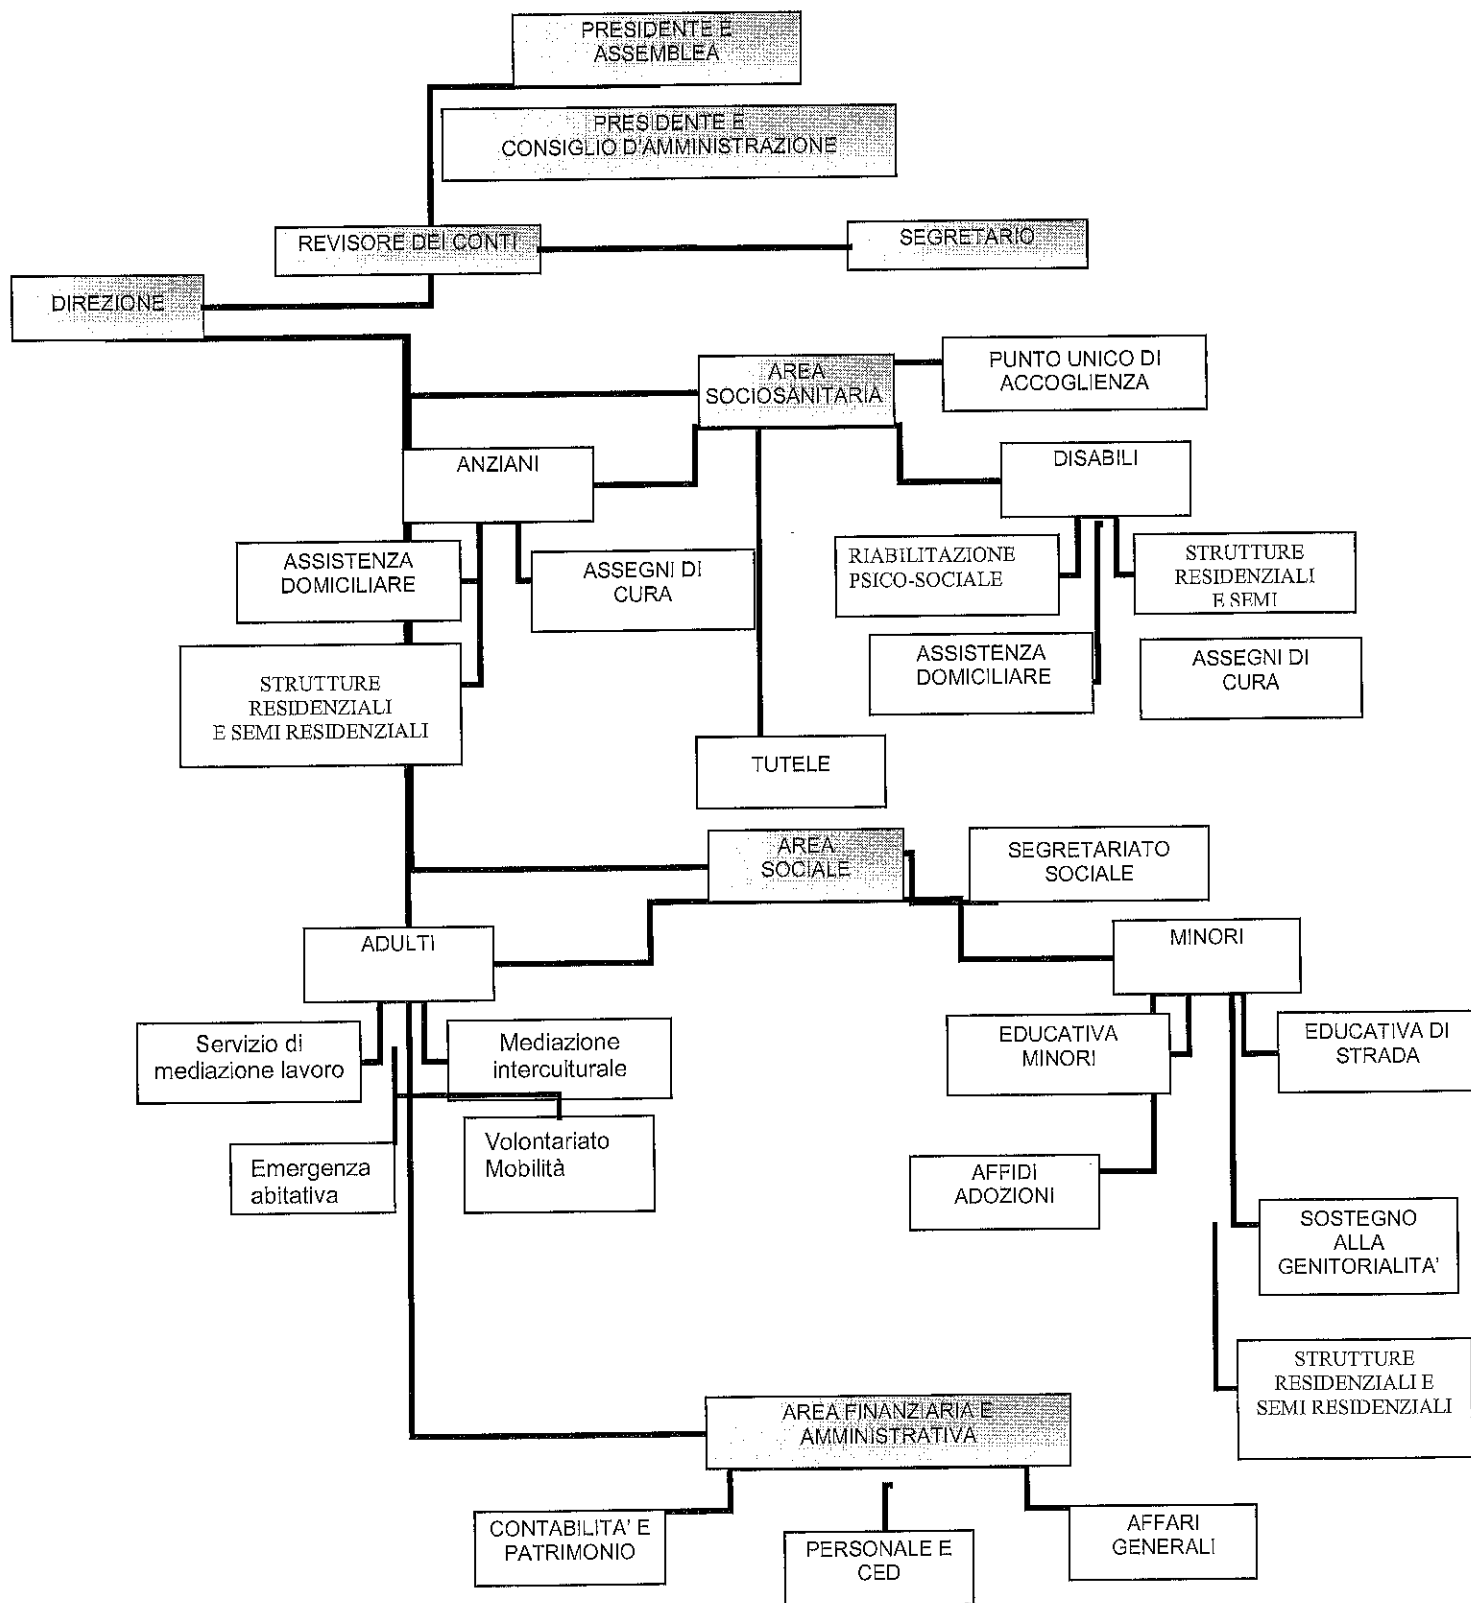 PRESIDENTE E
ASSEMBLEA
PRESIDENTE E
CONSIGLIO D'AMMINISTRAZIONE
REVISORE DEI CONTI
SEGRETARIO
DIREZIONE
AREA
SOCIOSANITARIA
PUNTO UNICO DI
ACCOGLIENZA
ANZIANI
DISABILI
ASSISTENZA
DOMICILIARE
ASSEGNI DI
CURA
RIABILITAZIONE
PSICO-SOCIALE
STRUTTURE
RESIDENZIALI
E SEMI
STRUTTURE
RESIDENZIALI
E SEMI RESIDENZIALI
ASSISTENZA
DOMICILIARE
ASSEGNI DI
CURA
TUTELE
AREA
SOCIALE
SEGRETARIATO
SOCIALE
ADULTI
MINORI
Servizio di
mediazione lavoro
Mediazione
interculturale
EDUCATIVA
MINORI
EDUCATIVA DI
STRADA
Emergenza
abitativa
Volontariato
Mobilità
AFFIDI
ADOZIONI
SOSTEGNO
ALLA
GENITORIALITA'
STRUTTURE
RESIDENZIALI E
SEMI RESIDENZIALI
AREA FINANZIARIA E
AMMINISTRATIVA
CONTABILITA' E
PATRIMONIO
PERSONALE E
CED
AFFARI
GENERALI